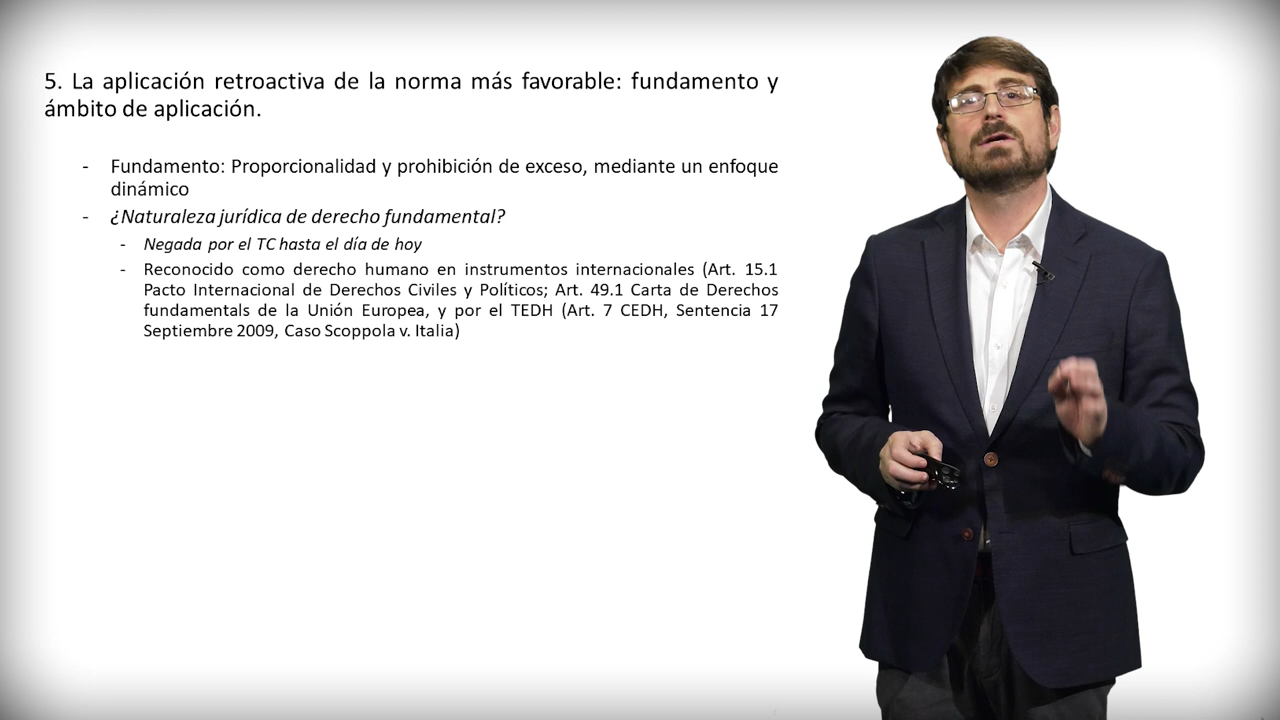 5. La aplicación retroactiva de la norma más favorable: fundamento y
ámbito de aplicación.
- Fundamento: Proporcionalidad y prohibición de exceso, mediante un enfoque
dinámico
- ¿Naturaleza jurídica de derecho fundamental?
- Negada por el TC hasta el día de hoy
- Reconocido como derecho humano en instrumentos internacionales (Art. 15.1
Pacto Internacional de Derechos Civiles y Políticos; Art. 49.1 Carta de Derechos
fundamentals de la Unión Europea, y por el TEDH (Art. 7 CEDH, Sentencia 17
Septiembre 2009, Caso Scoppola v. Italia)